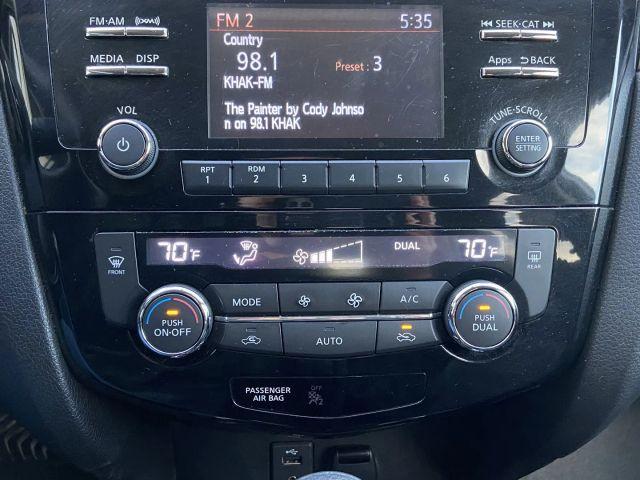 FM·AM
FM 2
5:35
SEEK·CAT
Country
98.1
Preset: 3
MEDIA
DISP
Apps
BACK
KHAK-FM
VOL
The Painter by Cody Johnso
n on 98.1 KHAK
TUNE·SCROLL
ENTER
SETTING
RPT
1
RDM
2
3
4
5
6
70°F
DUAL
70°F
FRONT
REAR
MODE
A/C
PUSH
ON·OFF
PUSH
DUAL
AUTO
PASSENGER
AIR BAG
OFF
2